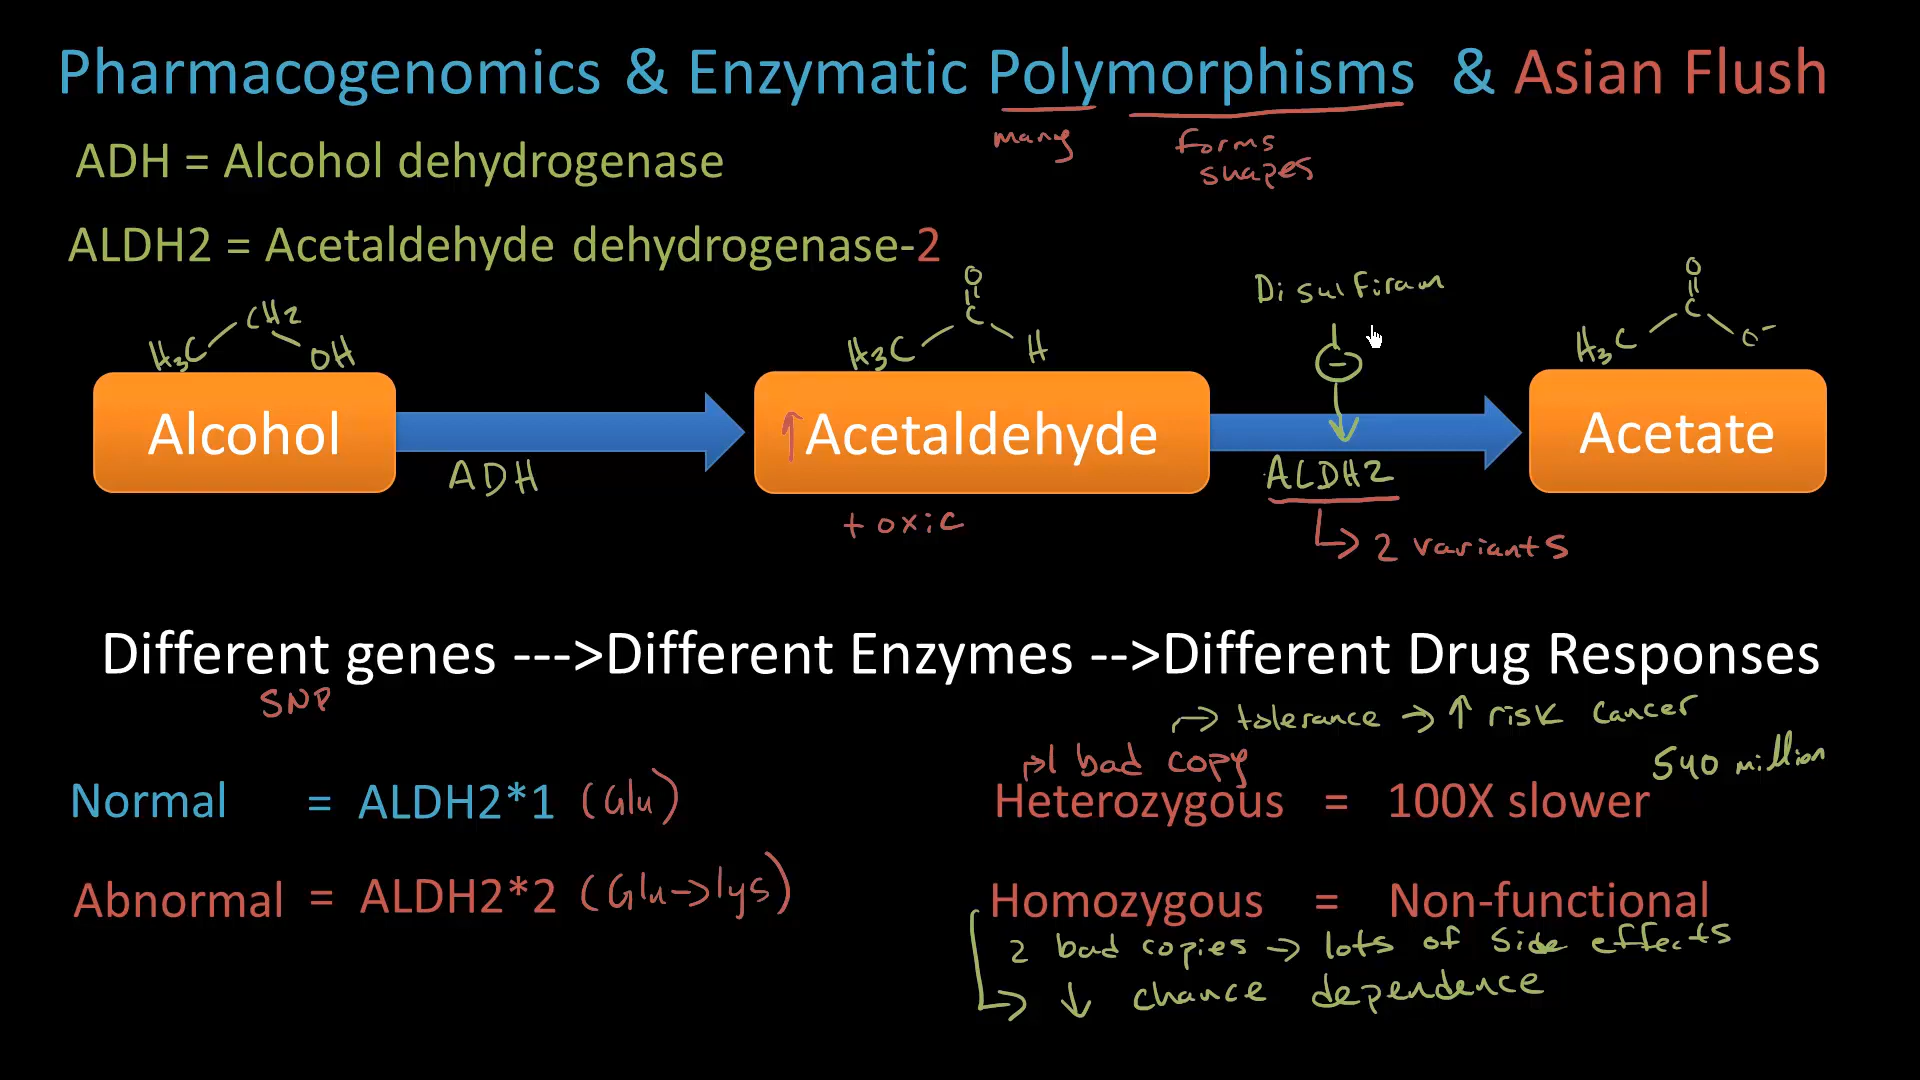 Pharmacogenomics & Enzymatic Polymorphisms & Asian Flush
many
forms
shapes
ADH = Alcohol dehydrogenase
ALDH2 = Acetaldehyde dehydrogenase-2
H3C CH2 OH
H3C C O H
Disulfiram
H3C C O O-
Alcohol
↑Acetaldehyde
Acetate
ADH
ALDH2
toxic
2 variants
Different genes --->Different Enzymes -->Different Drug Responses
SNP
→ tolerance → ↑ risk cancer
→1 bad copy
540 million
Normal = ALDH2*1 (Glu)
Heterozygous = 100X slower
Abnormal = ALDH2*2 (Glu→lys)
Homozygous = Non-functional
2 bad copies → lots of side effects
↓ chance dependence